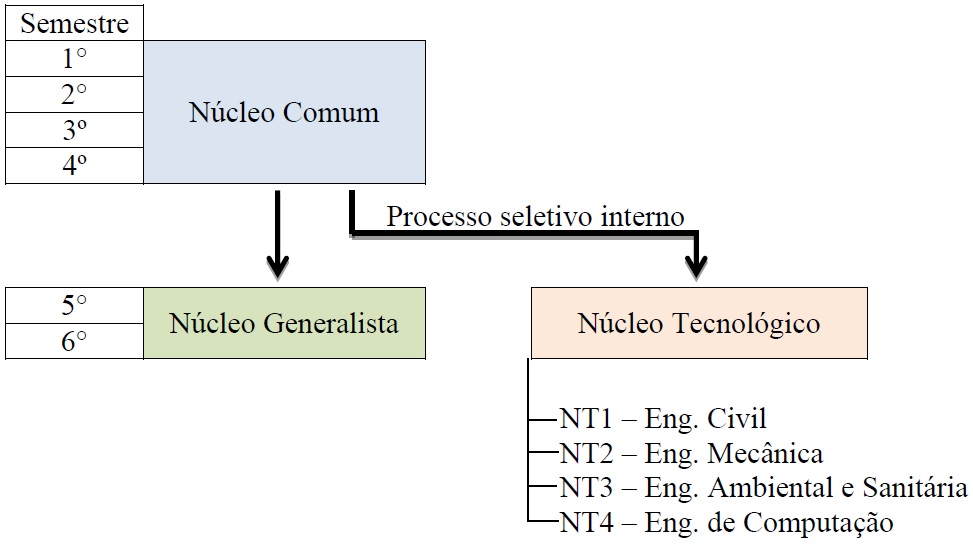 Semestre
1°
2°
3º
4º
Núcleo Comum
Processo seletivo interno
5°
6°
Núcleo Generalista
Núcleo Tecnológico
NT1 – Eng. Civil
NT2 – Eng. Mecânica
NT3 – Eng. Ambiental e Sanitária
NT4 – Eng. de Computação